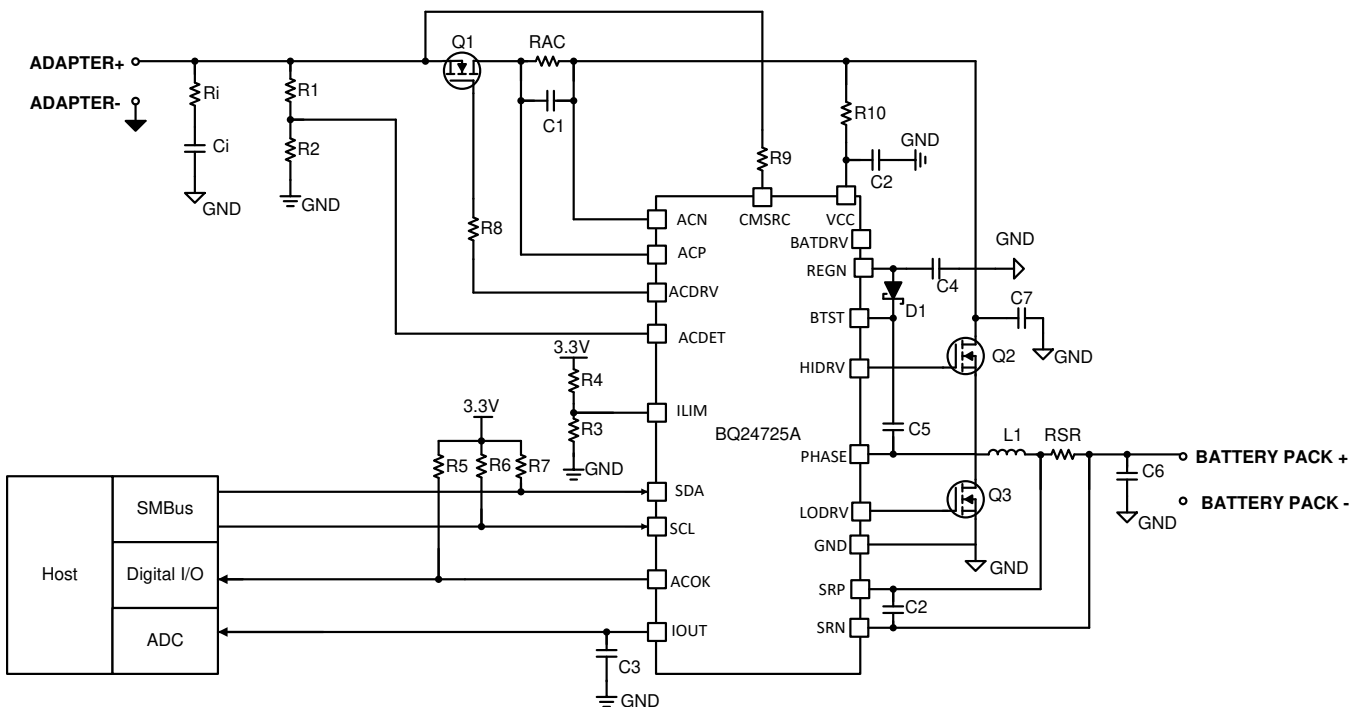 Q1
RAC
ADAPTER+
ADAPTER-
Ri
R1
C1
R10
GND
Ci
R2
R9
C2
GND
GND
R8
ACN
CMSRC
VCC
BATDRV
GND
ACP
REGN
C4
ACDRV
D1
C7
BTST
ACDET
3.3V
Q2
GND
HIDRV
R4
3.3V
ILIM
R3
BQ24725A
C5
L1
RSR
R5
R6
R7
GND
PHASE
BATTERY PACK +
C6
SMBus
SDA
Q3
BATTERY PACK -
LODRV
SCL
GND
GND
Host
Digital I/O
ACOK
GND
SRP
C2
ADC
IOUT
SRN
C3
GND